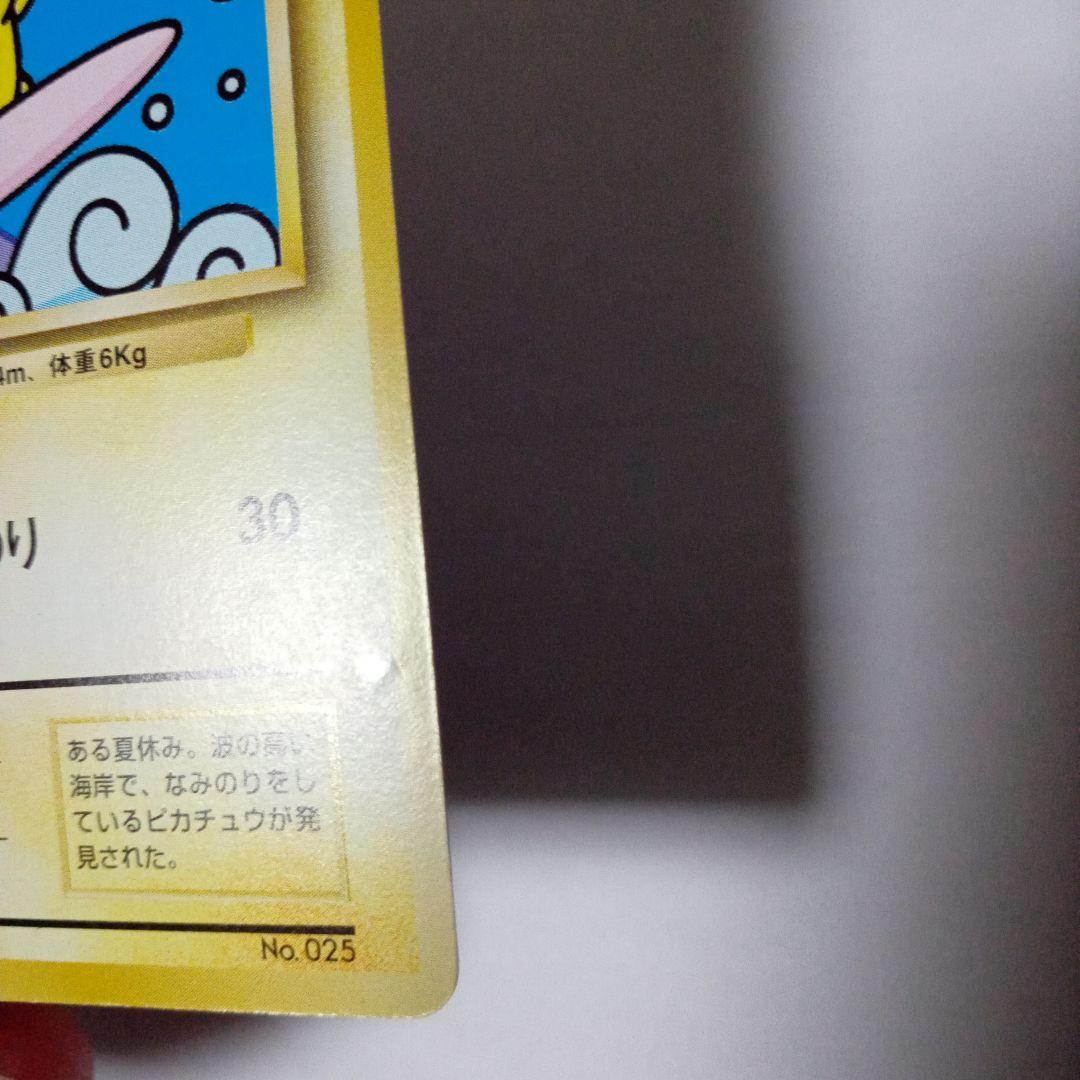 4m、体重6Kg
のり 30
ある夏休み。波の高い
海岸で、なみのりをし
ているピカチュウが発
見された。
No. 025